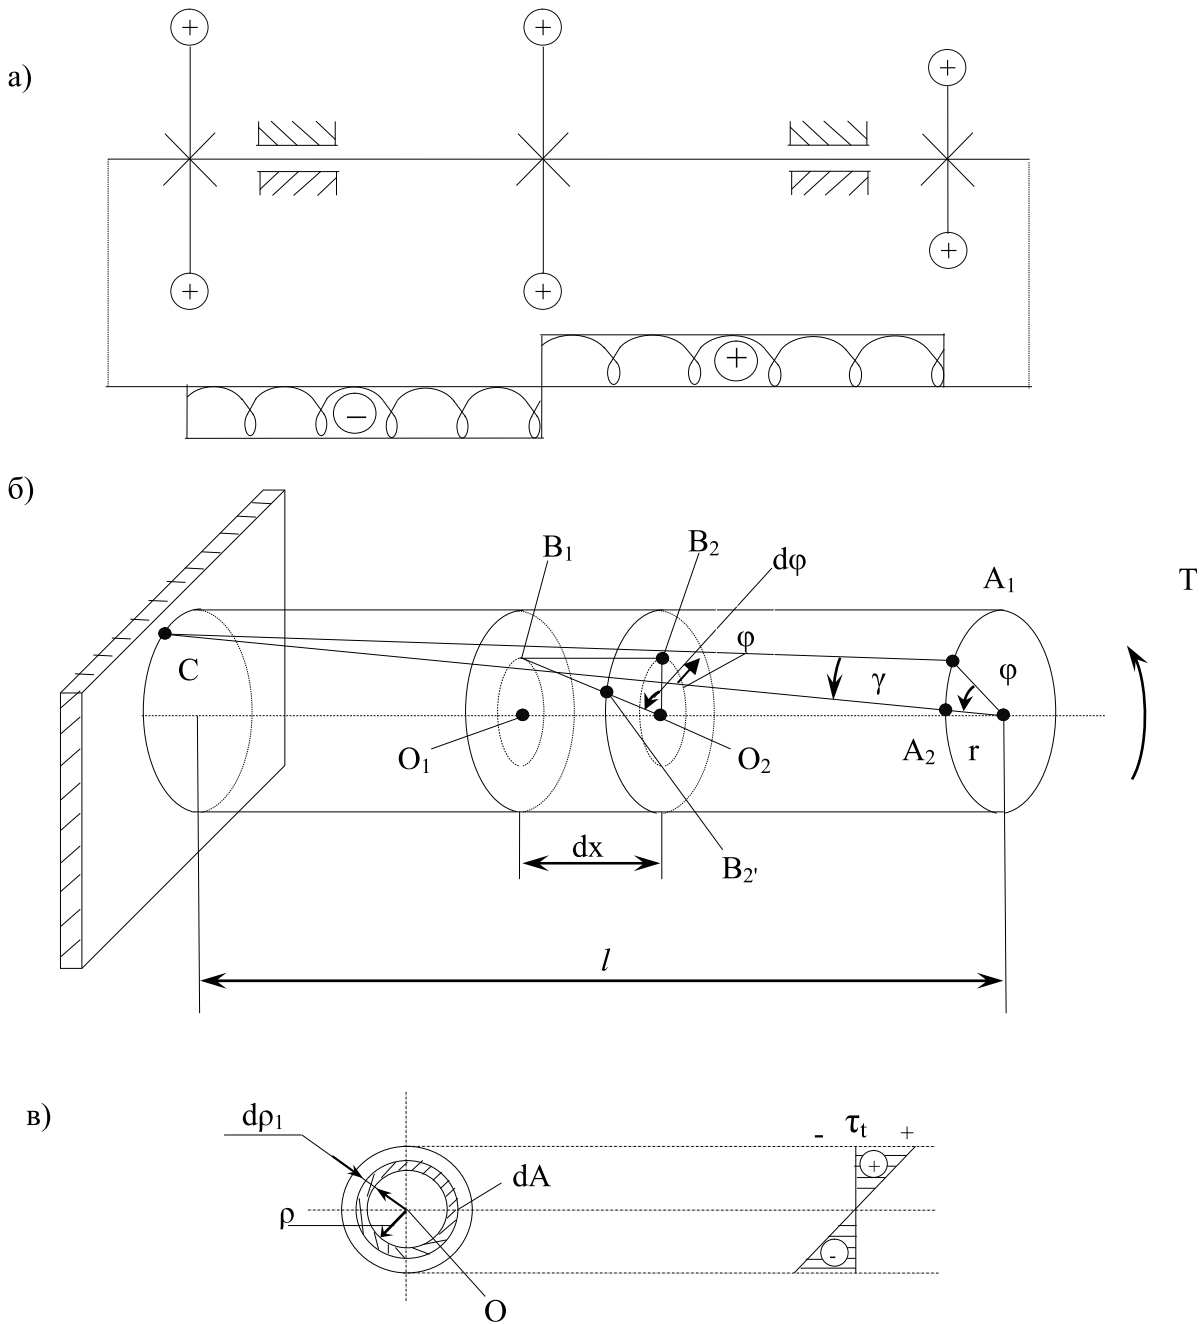 а)
+ + +
+ + +
+
–
б)
B₁ B₂ dφ A₁ T
φ
C γ φ
O₁ O₂ A₂ r
dx B₂'
l
в)
dρ₁ - τₜ +
+
dA
ρ
-
O